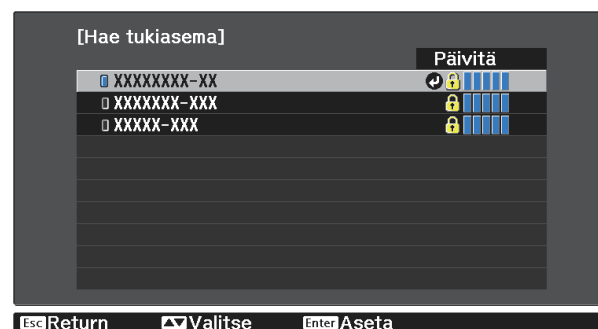 [Hae tukiasema]
Päivitä
XXXXXXXX-XX
XXXXXXX-XXX
XXXXX-XXX
Esc Return Valitse Enter Aseta